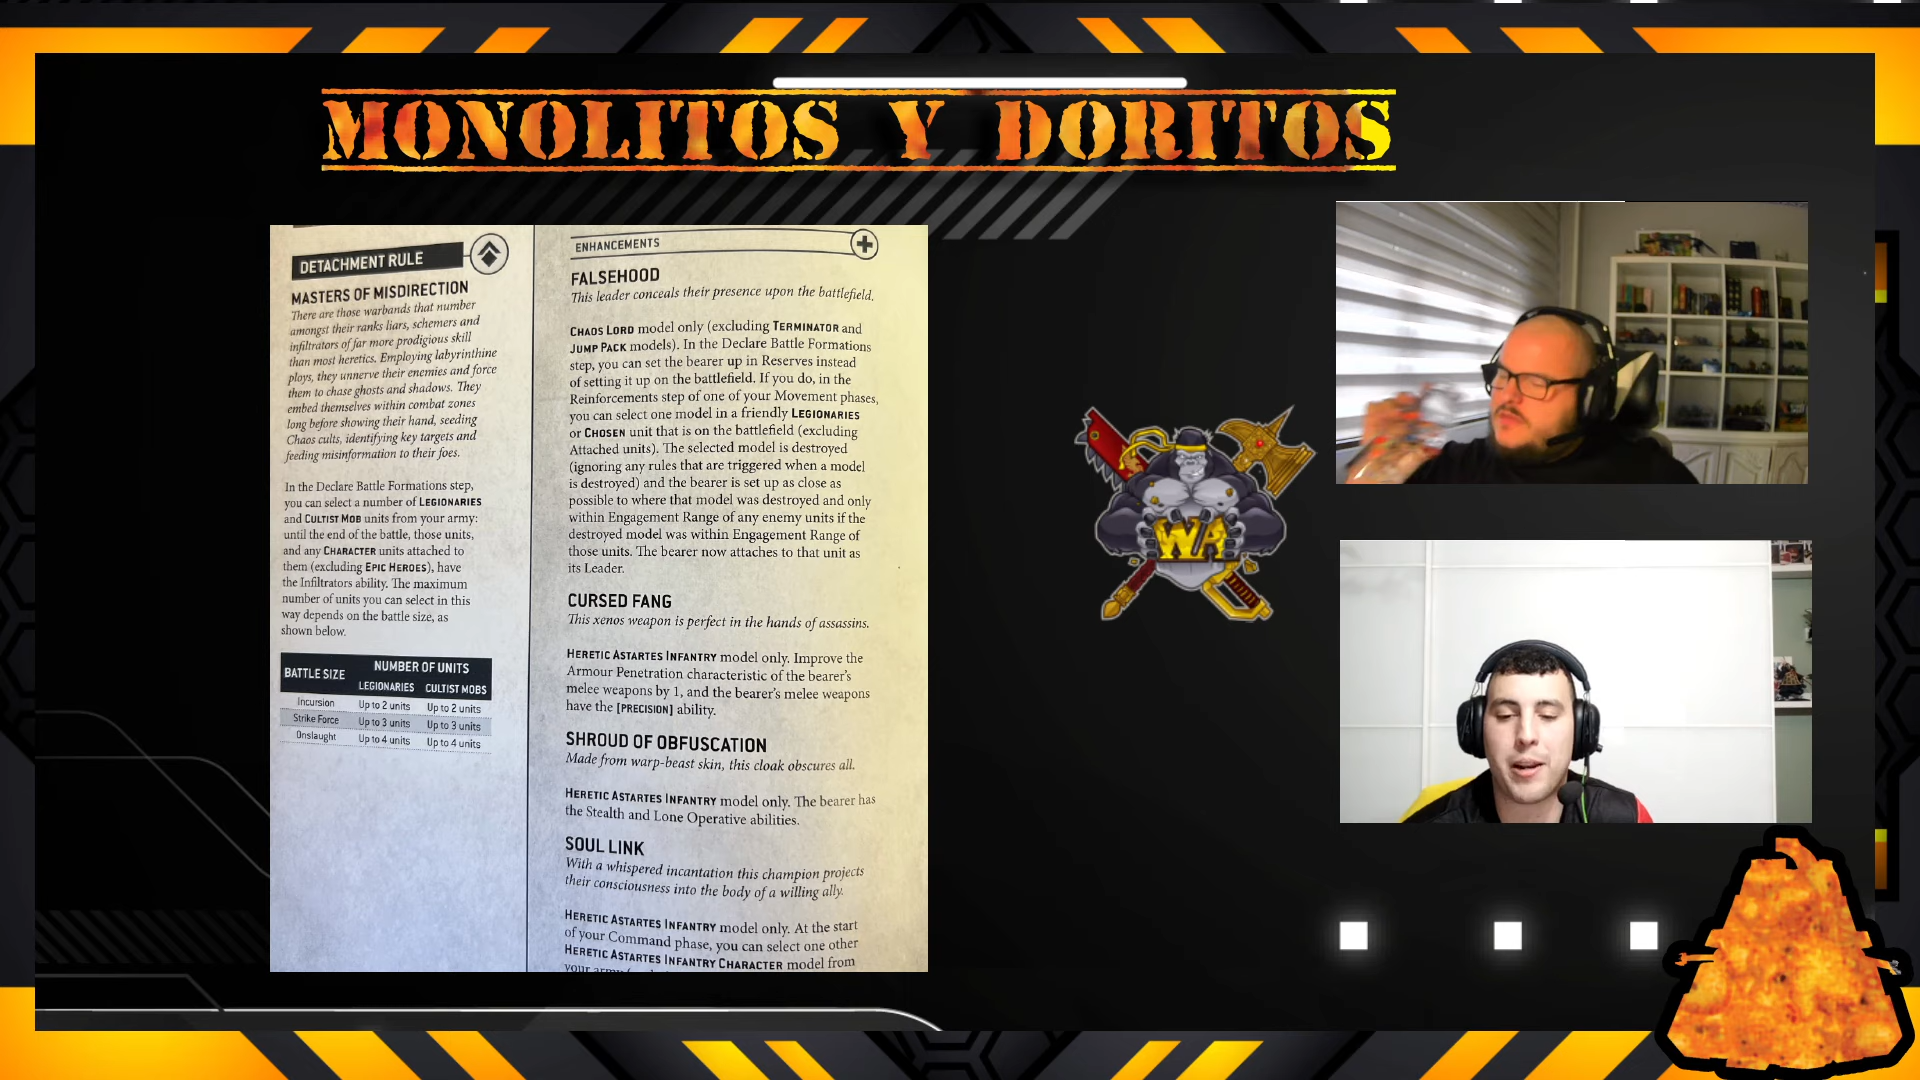 MONOLITOS Y DORITOS
DETACHMENT RULE
MASTERS OF MISDIRECTION
There are those warbands that number
amongst their ranks liars, schemers and
infiltrators of far more prodigious skill
than most heretics. Employing labyrinthine
ploys, they unnerve their enemies and force
them to chase ghosts and shadows. They
embed themselves within combat zones
long before showing their hand, seeding
Chaos cults, identifying key targets and
feeding misinformation to their foes.
In the Declare Battle Formations step,
you can select a number of LEGIONARIES
and CULTIST MOB units from your army:
until the end of the battle, those units,
and any CHARACTER units attached to
them (excluding EPIC HEROES), have
the Infiltrators ability. The maximum
number of units you can select in this
way depends on the battle size, as
shown below.
BATTLE SIZE NUMBER OF UNITS
LEGIONARIES CULTIST MOBS
Incursion Up to 2 units Up to 2 units
Strike Force Up to 3 units Up to 3 units
Onslaught Up to 4 units Up to 4 units
ENHANCEMENTS
FALSEHOOD
This leader conceals their presence upon the battlefield.
CHAOS LORD model only (excluding TERMINATOR and
JUMP PACK models). In the Declare Battle Formations
step, you can set the bearer up in Reserves instead
of setting it up on the battlefield. If you do, in the
Reinforcements step of one of your Movement phases,
you can select one model in a friendly LEGIONARIES
or CHOSEN unit that is on the battlefield (excluding
Attached units). The selected model is destroyed
(ignoring any rules that are triggered when a model
is destroyed) and the bearer is set up as close as
possible to where that model was destroyed and only
within Engagement Range of any enemy units if the
destroyed model was within Engagement Range of
those units. The bearer now attaches to that unit as
its Leader.
CURSED FANG
This xenos weapon is perfect in the hands of assassins.
HERETIC ASTARTES INFANTRY model only. Improve the
Armour Penetration characteristic of the bearer's
melee weapons by 1, and the bearer's melee weapons
have the [PRECISION] ability.
SHROUD OF OBFUSCATION
Made from warp-beast skin, this cloak obscures all.
HERETIC ASTARTES INFANTRY model only. The bearer has
the Stealth and Lone Operative abilities.
SOUL LINK
With a whispered incantation this champion projects
their consciousness into the body of a willing ally.
HERETIC ASTARTES INFANTRY model only. At the start
of your Command phase, you can select one other
HERETIC ASTARTES INFANTRY CHARACTER model from
your army
WA